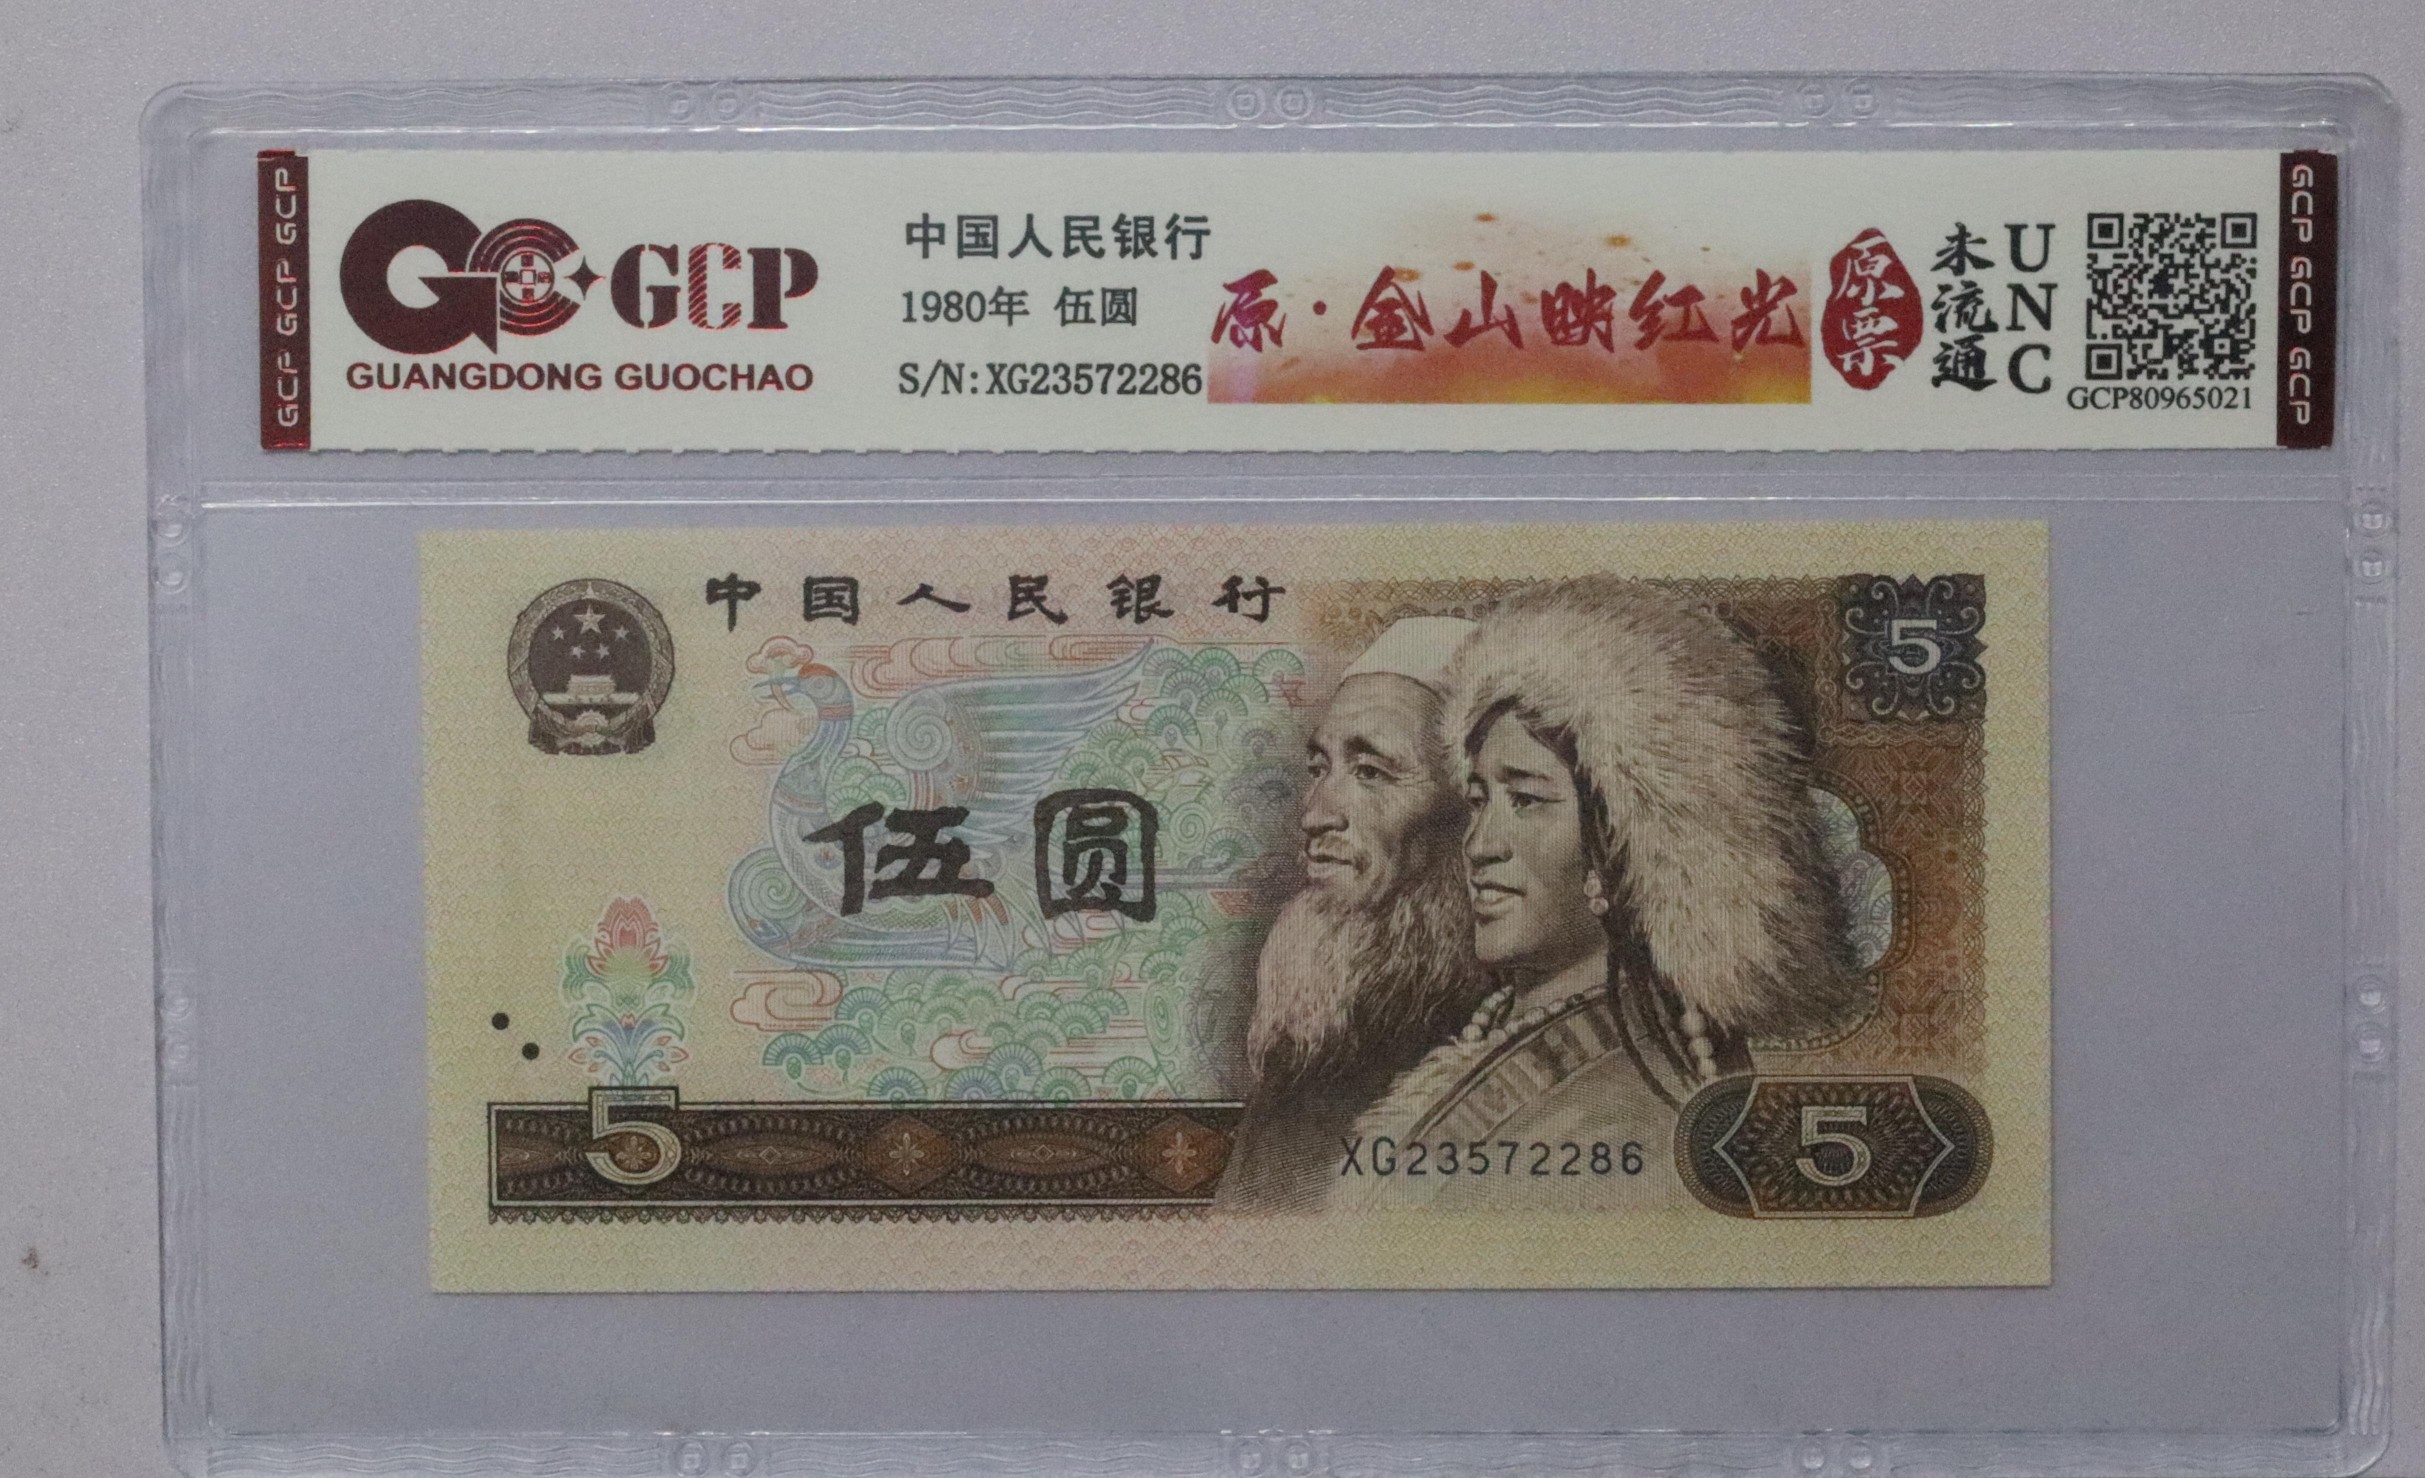 GCP GCP GCP
GCP
GUANGDONG GUOCHAO
中国人民银行
1980年 伍圆
S/N:XG23572286
原·金山映红光
原票
未流通
UNC
GCP80965021
GCP GCP GCP
中国人民银行
5
伍圆
5
XG23572286
5